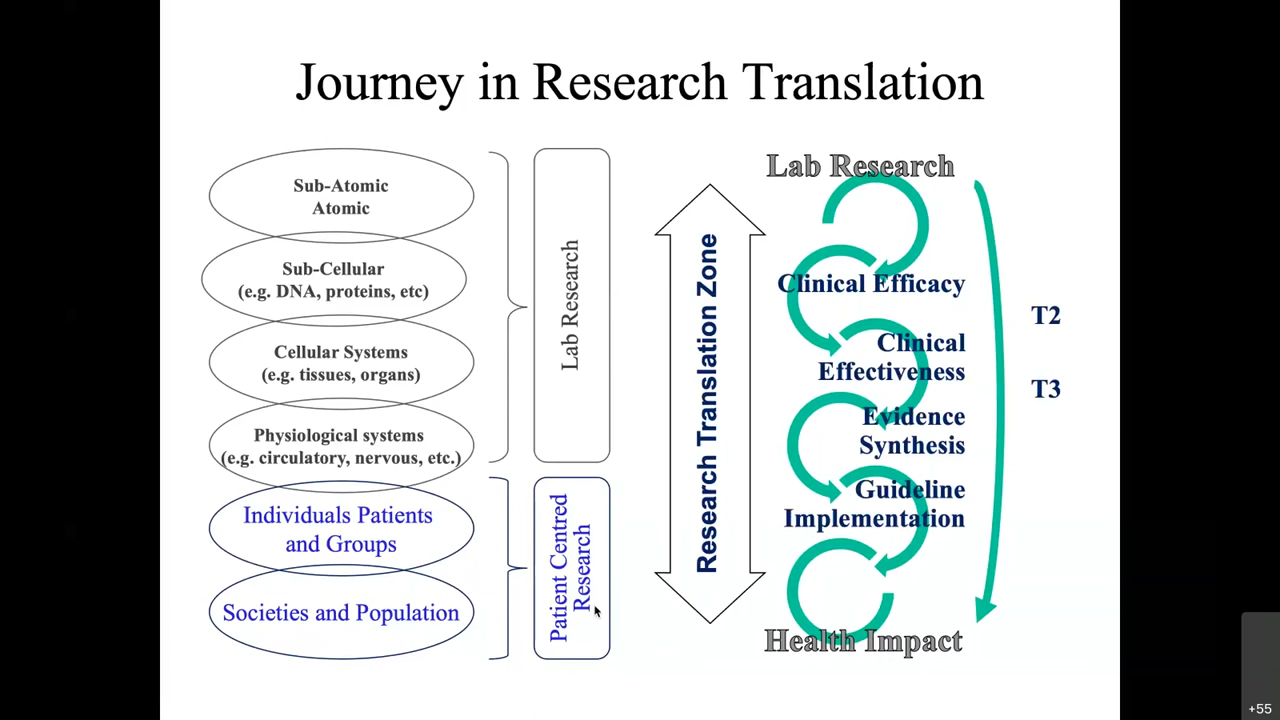 Journey in Research Translation
Sub-Atomic
Atomic
Sub-Cellular
(e.g. DNA, proteins, etc)
Cellular Systems
(e.g. tissues, organs)
Physiological systems
(e.g. circulatory, nervous, etc.)
Individuals Patients
and Groups
Societies and Population
Lab Research
Patient Centred
Research
Research Translation Zone
Lab Research
Clinical Efficacy
Clinical
Effectiveness
Evidence
Synthesis
Guideline
Implementation
Health Impact
T2
T3
+55